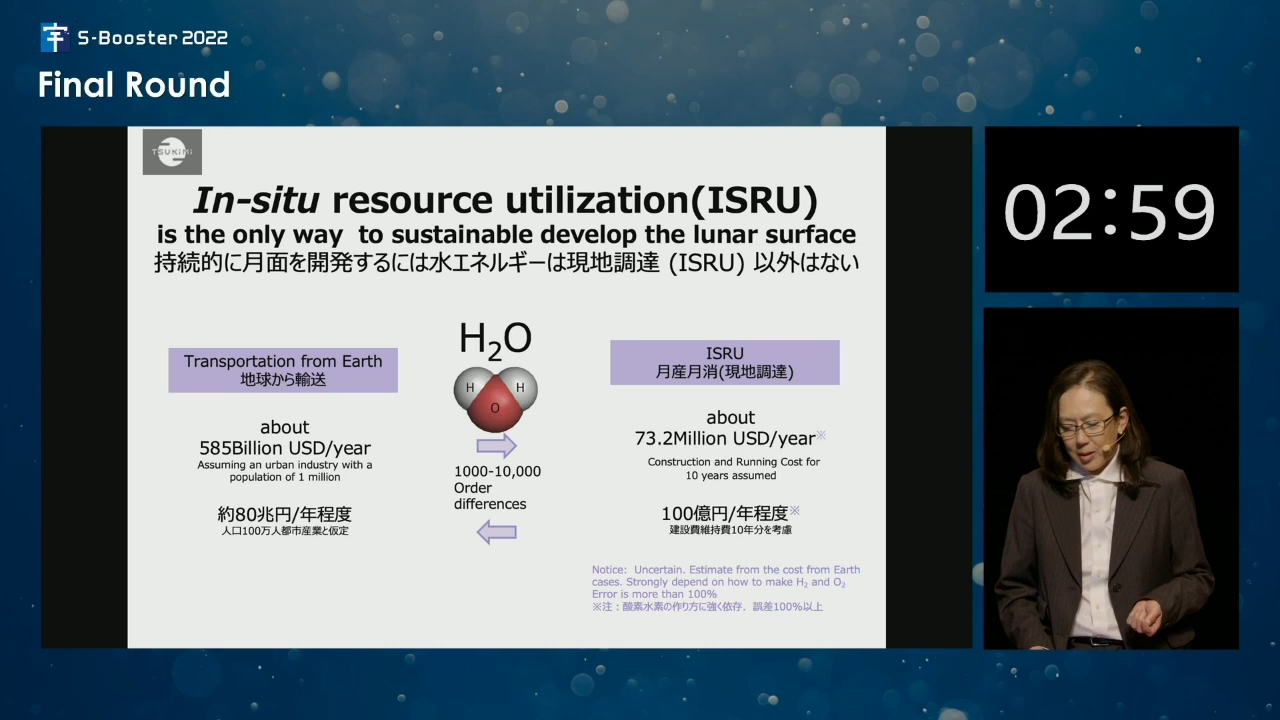 宇 S-Booster 2022
Final Round
TSUKIMI
In-situ resource utilization(ISRU)
is the only way to sustainable develop the lunar surface
持続的に月面を開発するには水エネルギーは現地調達 (ISRU) 以外はない
Transportation from Earth
地球から輸送
about
585Billion USD/year
Assuming an urban industry with a
population of 1 million
約80兆円/年程度
人口100万人都市産業と仮定
H₂O
H H
O
1000-10,000
Order
differences
ISRU
月産月消(現地調達)
about
73.2Million USD/year※
Construction and Running Cost for
10 years assumed
100億円/年程度※
建設費維持費10年分を考慮
Notice: Uncertain. Estimate from the cost from Earth
cases. Strongly depend on how to make H₂ and O₂
Error is more than 100%
※注：酸素水素の作り方に強く依存．誤差100%以上
02:59